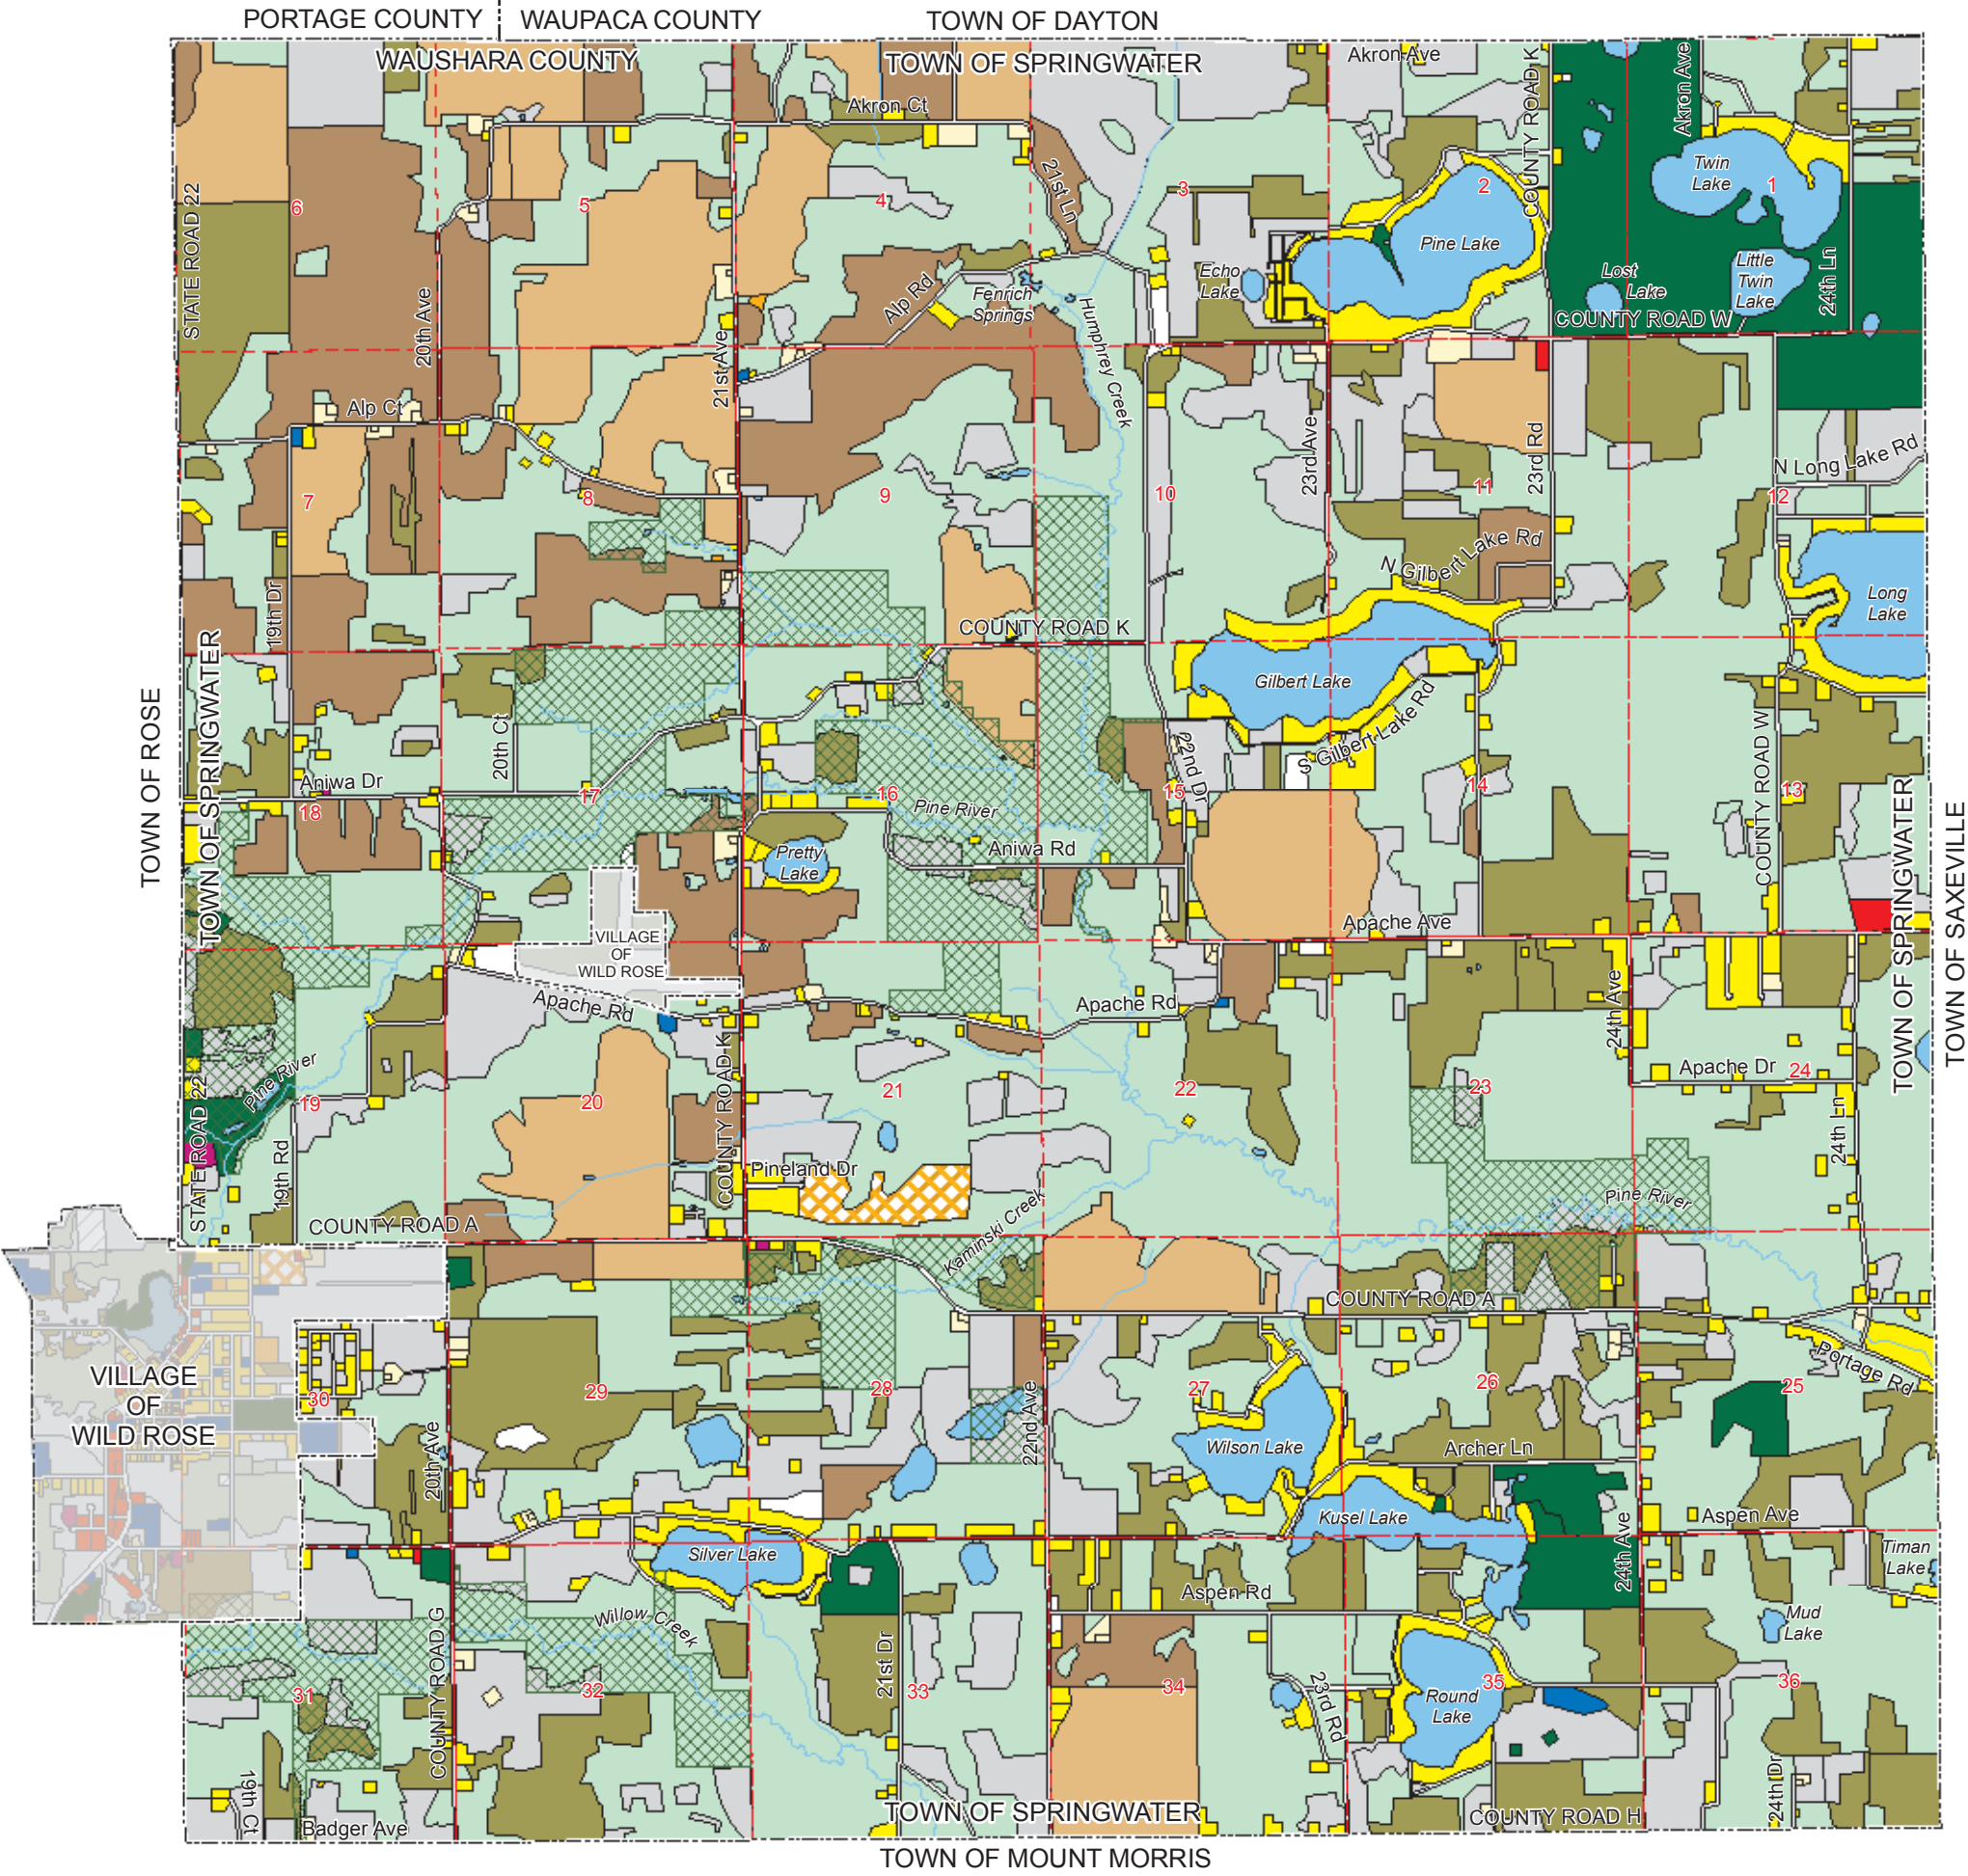 PORTAGE COUNTY
WAUPACA COUNTY
TOWN OF DAYTON
WAUSHARA COUNTY
TOWN OF SPRINGWATER
Akron Ave
COUNTY ROAD K
Akron Ave
Akron Ct
21st Ln
Twin
Lake
1
2
3
4
5
6
STATE ROAD 22
20th Ave
21st Ave
Alp Rd
Fenrich
Springs
Humphrey Creek
Echo
Lake
Pine Lake
Lost
Lake
Little
Twin
Lake
24th Ln
COUNTY ROAD W
Alp Ct
23rd Ave
23rd Rd
N Long Lake Rd
7
8
9
10
11
12
19th Dr
N Gilbert Lake Rd
Long
Lake
COUNTY ROAD K
TOWN OF ROSE
TOWN OF SPRINGWATER
Gilbert Lake
S Gilbert Lake Rd
20th Ct
22nd Dr
COUNTY ROAD W
Aniwa Dr
18
17
16
15
14
13
Pine River
Aniwa Rd
Pretty
Lake
TOWN OF SPRINGWATER
TOWN OF SAXEVILLE
Apache Ave
VILLAGE
OF
WILD ROSE
Apache Rd
Apache Rd
24th Ave
Apache Dr
24
COUNTY ROAD K
Pine River
19
20
21
22
23
STATE ROAD 22
19th Rd
24th Ln
Pineland Dr
Kaminski Creek
Pine River
COUNTY ROAD A
COUNTY ROAD A
Portage Rd
VILLAGE
OF
WILD ROSE
30
29
28
27
26
25
20th Ave
22nd Ave
Wilson Lake
Archer Ln
Kusel Lake
24th Ave
Aspen Ave
Silver Lake
Timan
Lake
Aspen Rd
Willow Creek
Mud
Lake
COUNTY ROAD G
21st Dr
31
32
33
34
35
36
23rd Rd
Round
Lake
19th Ct
Badger Ave
24th Dr
TOWN OF SPRINGWATER
COUNTY ROAD H
TOWN OF MOUNT MORRIS